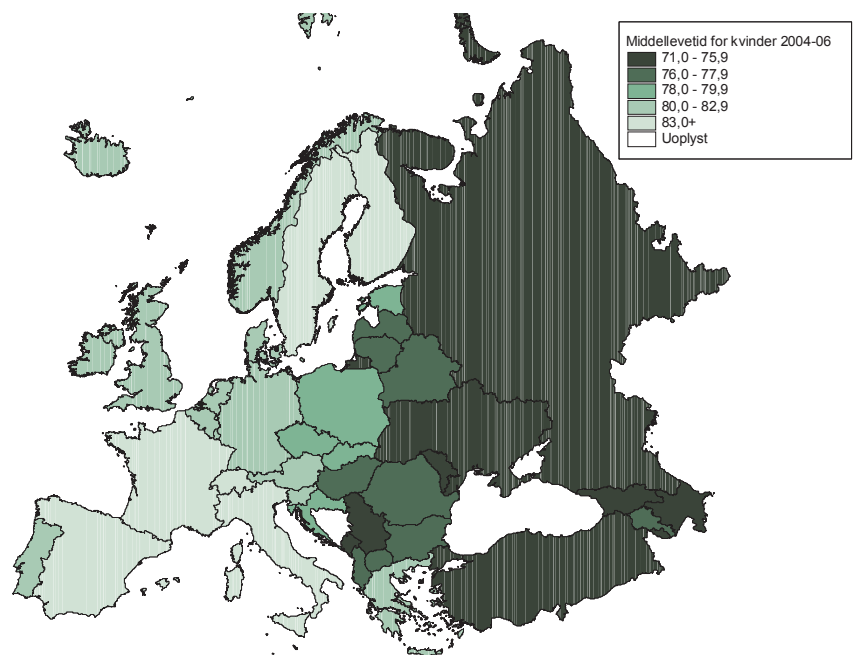 Middellevetid for kvinder 2004-06
71,0 - 75,9
76,0 - 77,9
78,0 - 79,9
80,0 - 82,9
83,0+
Uoplyst